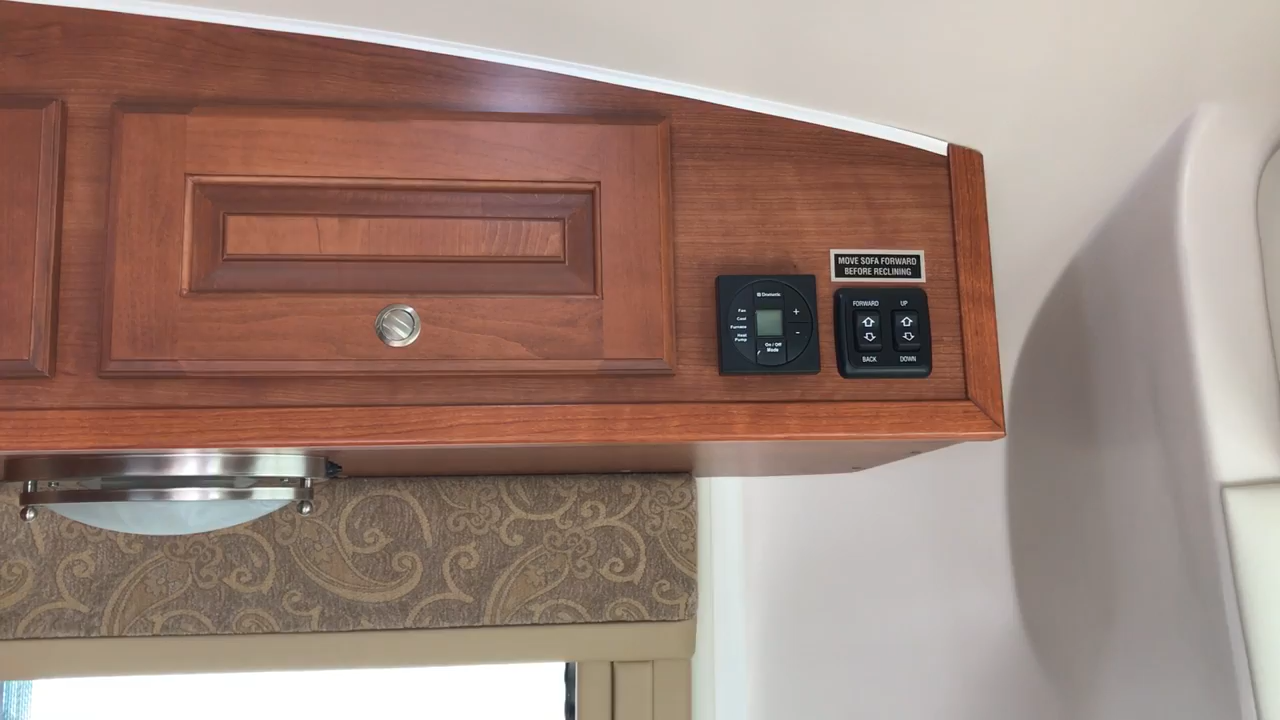 MOVE SOFA FORWARD
BEFORE RECLINING
Dometic
Fan
Cool
Furnace
Heat
Pump
+
-
On / Off
Mode
FORWARD UP
BACK DOWN